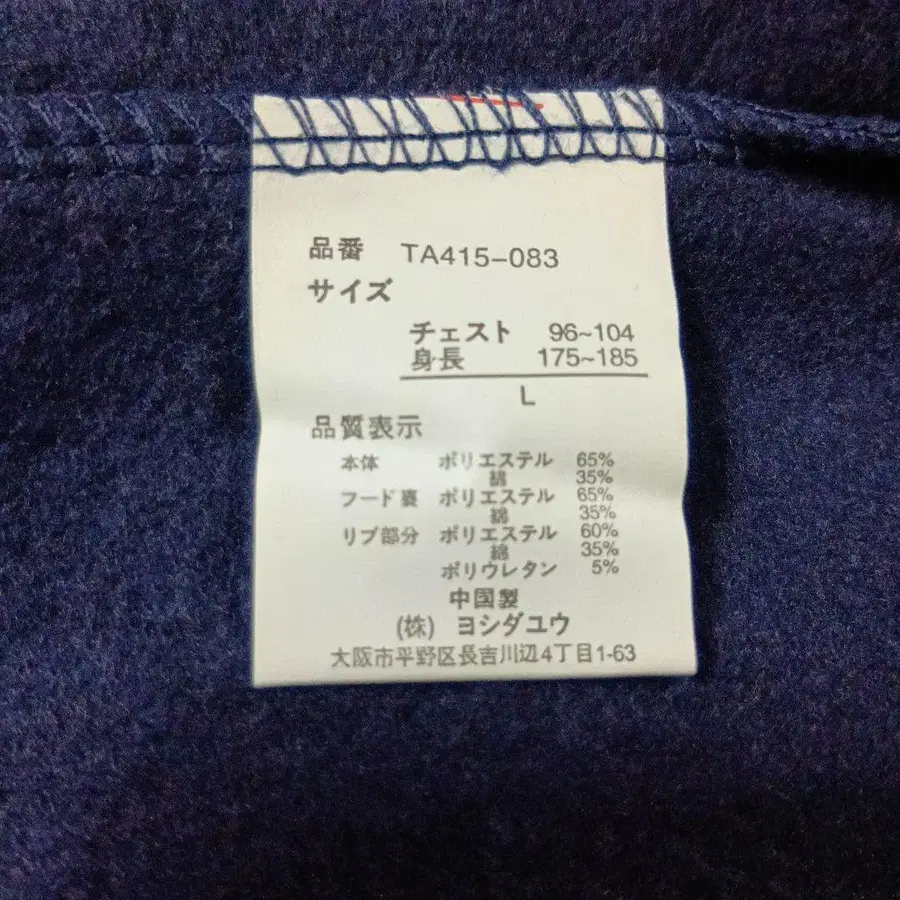 品番 TA415-083
サイズ
チェスト 96~104
身長 175~185
L
品質表示
本体 ポリエステル 65%
綿 35%
フード裏 ポリエステル 65%
綿 35%
リブ部分 ポリエステル 60%
綿 35%
ポリウレタン 5%
中国製
(株) ヨシダユウ
大阪市平野区長吉川辺4丁目1-63